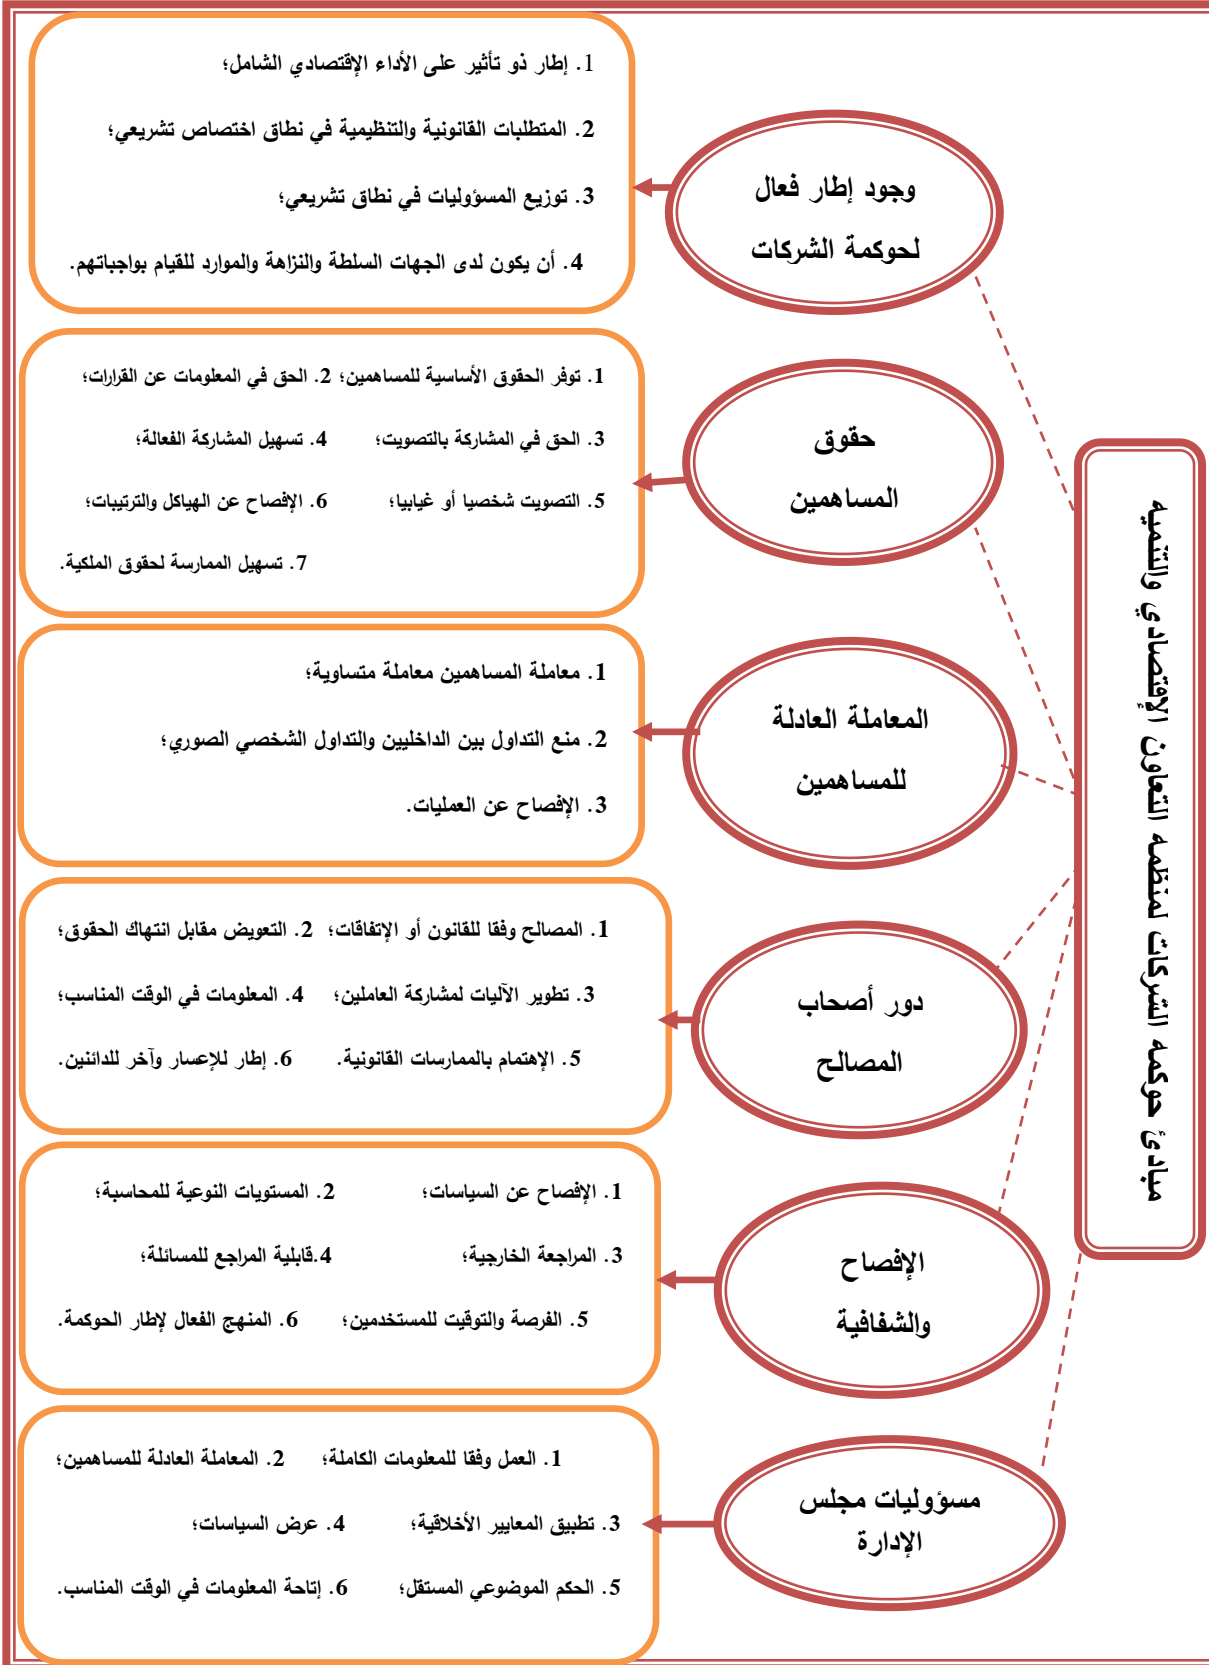 مبادئ حوكمة الشركات لمنظمة التعاون الإقتصادي والتنمية
وجود إطار فعال
لحوكمة الشركات
1. إطار ذو تأثير على الأداء الإقتصادي الشامل؛
2. المتطلبات القانونية والتنظيمية في نطاق اختصاص تشريعي؛
3. توزيع المسؤوليات في نطاق تشريعي؛
4. أن يكون لدى الجهات السلطة والنزاهة والموارد للقيام بواجباتهم.
حقوق
المساهمين
1. توفر الحقوق الأساسية للمساهمين؛ 2. الحق في المعلومات عن القرارات؛
3. الحق في المشاركة بالتصويت؛ 4. تسهيل المشاركة الفعالة؛
5. التصويت شخصيا أو غيابيا؛ 6. الإفصاح عن الهياكل والترتيبات؛
7. تسهيل الممارسة لحقوق الملكية.
المعاملة العادلة
للمساهمين
1. معاملة المساهمين معاملة متساوية؛
2. منع التداول بين الداخليين والتداول الشخصي الصوري؛
3. الإفصاح عن العمليات.
دور أصحاب
المصالح
1. المصالح وفقا للقانون أو الإتفاقات؛ 2. التعويض مقابل انتهاك الحقوق؛
3. تطوير الآليات لمشاركة العاملين؛ 4. المعلومات في الوقت المناسب؛
5. الإهتمام بالممارسات القانونية. 6. إطار للإعسار وآخر للدائنين.
الإفصاح
والشفافية
1. الإفصاح عن السياسات؛ 2. المستويات النوعية للمحاسبة؛
3. المراجعة الخارجية؛ 4.قابلية المراجع للمسائلة؛
5. الفرصة والتوقيت للمستخدمين؛ 6. المنهج الفعال لإطار الحوكمة.
مسؤوليات مجلس
الإدارة
1. العمل وفقا للمعلومات الكاملة؛ 2. المعاملة العادلة للمساهمين؛
3. تطبيق المعايير الأخلاقية؛ 4. عرض السياسات؛
5. الحكم الموضوعي المستقل؛ 6. إتاحة المعلومات في الوقت المناسب.